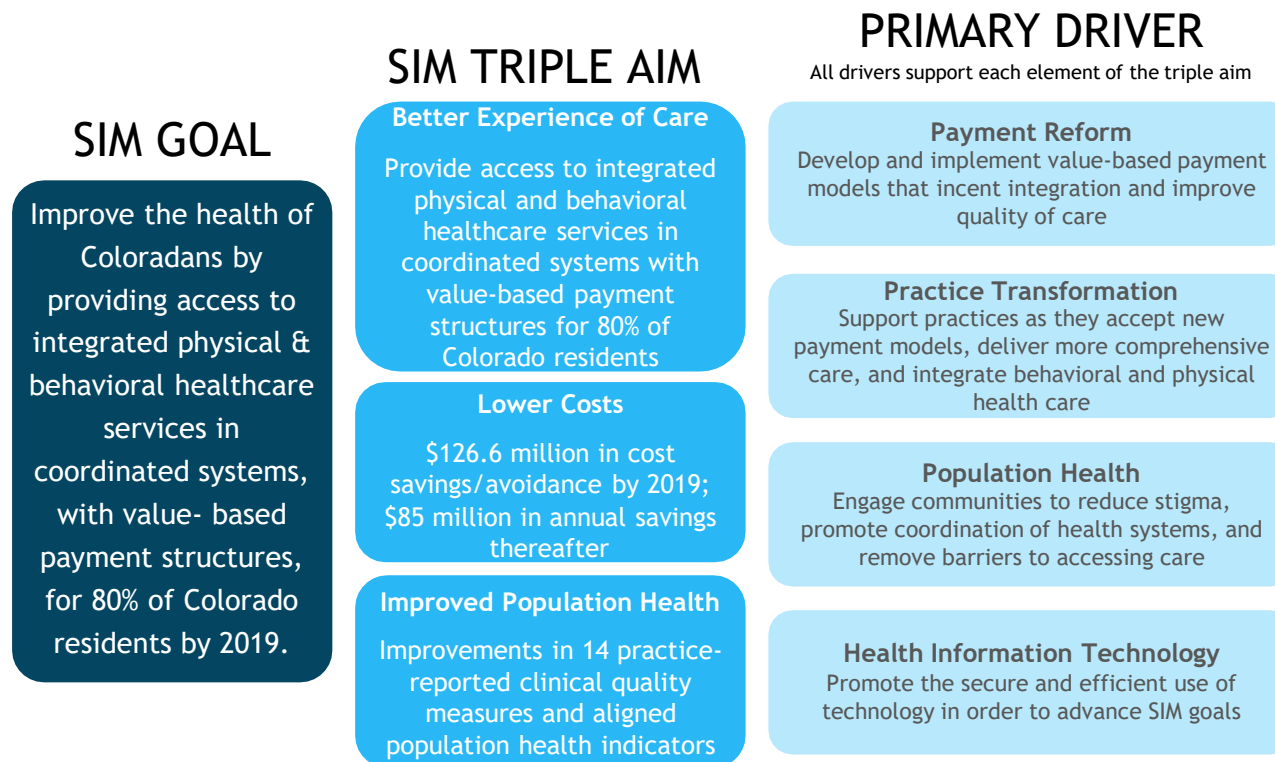 SIM GOAL
Improve the health of
Coloradans by
providing access to
integrated physical &
behavioral healthcare
services in
coordinated systems,
with value- based
payment structures,
for 80% of Colorado
residents by 2019.
SIM TRIPLE AIM
Better Experience of Care
Provide access to integrated
physical and behavioral
healthcare services in
coordinated systems with
value-based payment
structures for 80% of
Colorado residents
Lower Costs
$126.6 million in cost
savings/avoidance by 2019;
$85 million in annual savings
thereafter
Improved Population Health
Improvements in 14 practice-
reported clinical quality
measures and aligned
population health indicators
PRIMARY DRIVER
All drivers support each element of the triple aim
Payment Reform
Develop and implement value-based payment
models that incent integration and improve
quality of care
Practice Transformation
Support practices as they accept new
payment models, deliver more comprehensive
care, and integrate behavioral and physical
health care
Population Health
Engage communities to reduce stigma,
promote coordination of health systems, and
remove barriers to accessing care
Health Information Technology
Promote the secure and efficient use of
technology in order to advance SIM goals